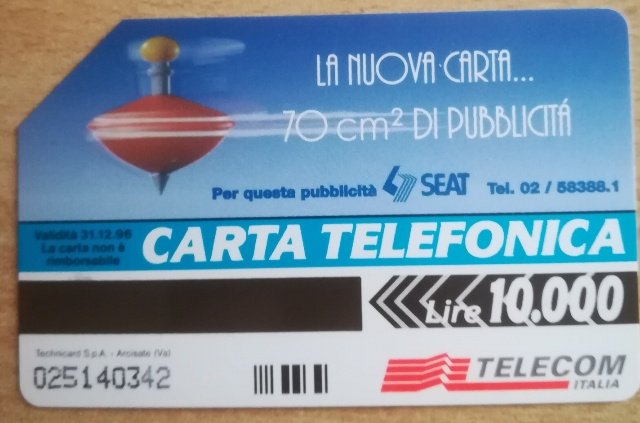 LA NUOVA CARTA...
70 cm² DI PUBBLICITÁ
Per questa pubblicità SEAT Tel. 02 / 58388.1
Validità 31.12.96
La carta non è
rimborsabile
CARTA TELEFONICA
Lire 10.000
Technicard S.p.A. - Arcisate (Va)
025140342
TELECOM
ITALIA